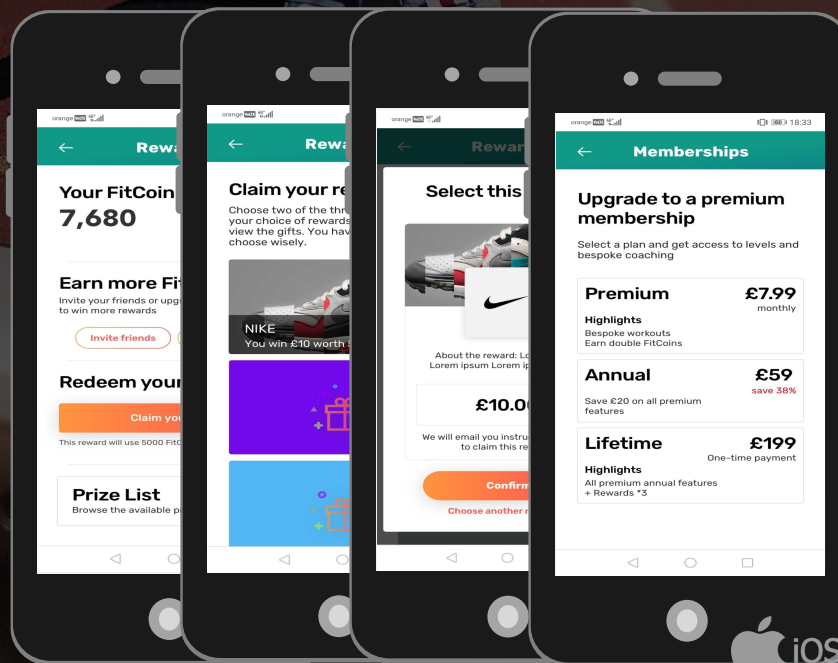 orange
Rewa
Your FitCoin
7,680
Earn more Fi
Invite your friends or upgr
to win more rewards
Invite friends
Redeem your
Claim you
This reward will use 5000 FitC
Prize List
Browse the available p
orange
Rewa
Claim your re
Choose two of the thr
your choice of rewards
view the gifts. You hav
choose wisely.
NIKE
You win £10 worth
orange
Rewar
Select this
About the reward: Lo
Lorem ipsum Lorem ip
£10.0
We will email you instru
to claim this re
Confirm
Choose another r
orange 18:33
Memberships
Upgrade to a premium
membership
Select a plan and get access to levels and
bespoke coaching
Premium £7.99
monthly
Highlights
Bespoke workouts
Earn double FitCoins
Annual £59
save 38%
Save £20 on all premium
features
Lifetime £199
One-time payment
Highlights
All premium annual features
+ Rewards *3
iOS